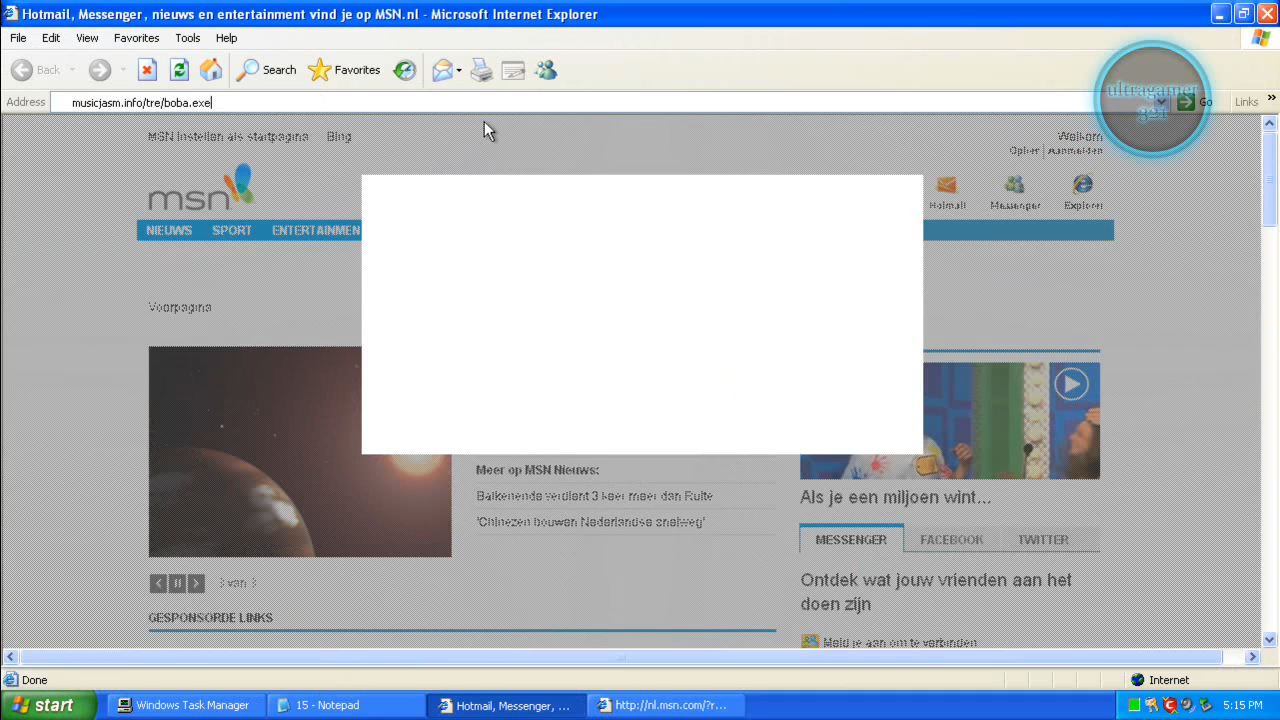 Hotmail, Messenger, nieuws en entertainment vind je op MSN.nl - Microsoft Internet Explorer
File Edit View Favorites Tools Help
Back Search Favorites
Address musicjasm.info/tre/boba.exe Go Links »
ultragamer
321
MSN instellen als startpagina Blog Welkom
Opher | Aanmelden
msn
Hotmail Messenger Explorer
NIEUWS SPORT ENTERTAINMEN
Voorpagina
Meer op MSN Nieuws:
Balkenende verdient 3 keer meer dan Rutte
'Chinezen bouwen Nederlandse snelweg'
Als je een miljoen wint...
MESSENGER FACEBOOK TWITTER
3 van 3
Ontdek wat jouw vrienden aan het
doen zijn
GESPONSORDE LINKS
Meld je aan om te verbinden
Done Internet
start Windows Task Manager 15 - Notepad Hotmail, Messenger, ... http://nl.msn.com/?r... 5:15 PM